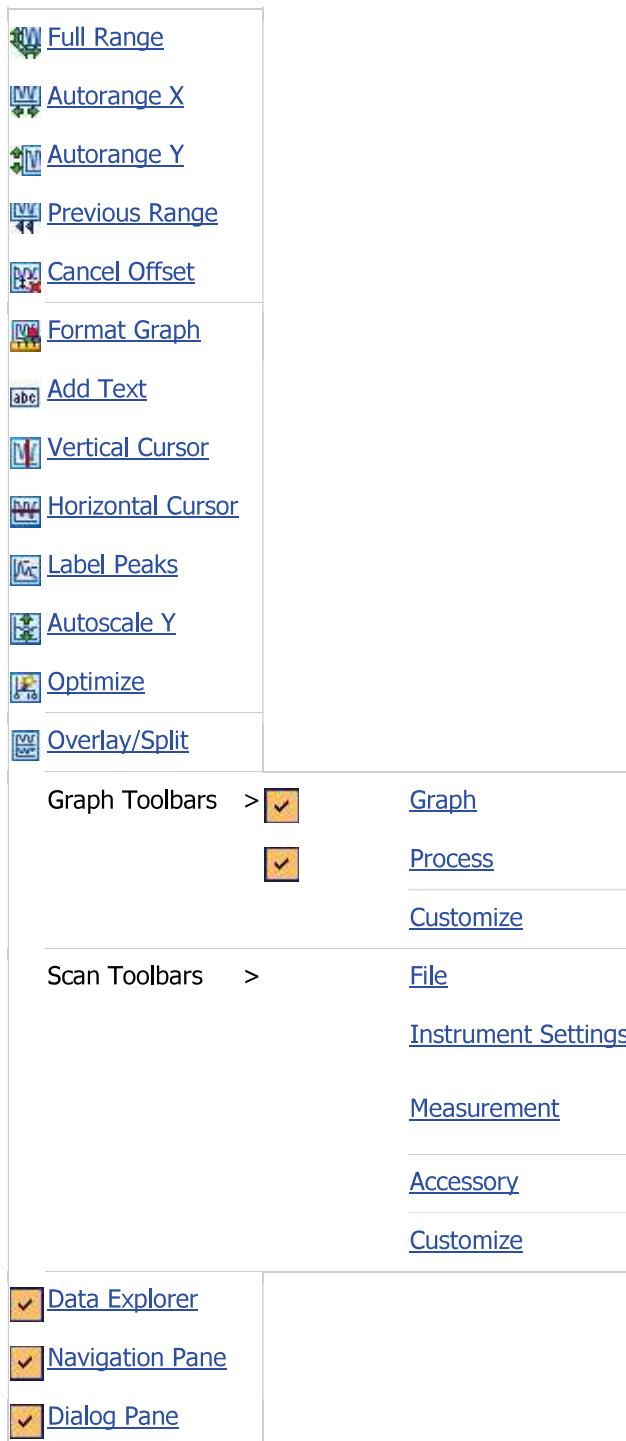 Full Range
Autorange X
Autorange Y
Previous Range
Cancel Offset
Format Graph
abc Add Text
Vertical Cursor
Horizontal Cursor
Label Peaks
Autoscale Y
Optimize
Overlay/Split
Graph Toolbars > Graph
Process
Customize
Scan Toolbars > File
Instrument Settings
Measurement
Accessory
Customize
Data Explorer
Navigation Pane
Dialog Pane